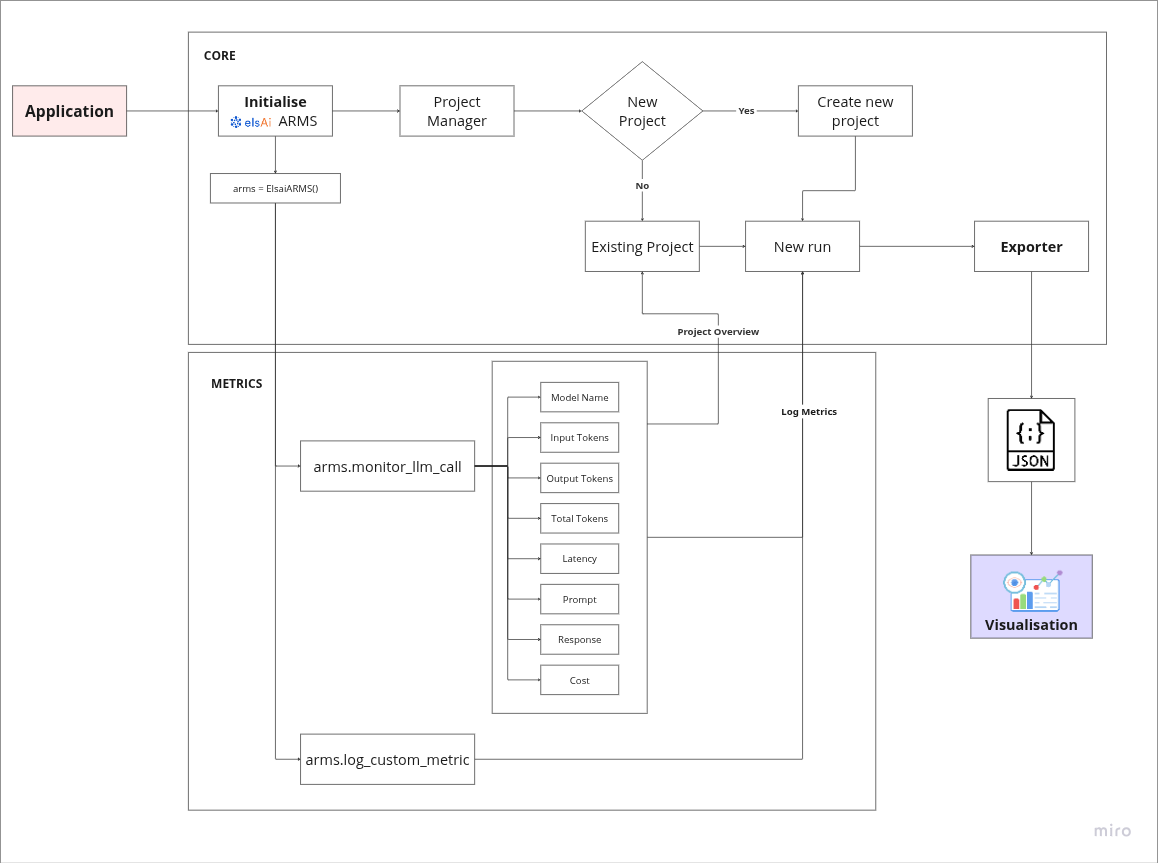 CORE
Application
Initialise
elsAi ARMS
Project
Manager
New
Project
Yes
Create new
project
arms = ElsaiARMS()
No
Existing Project
New run
Exporter
Project Overview
METRICS
Log Metrics
Model Name
Input Tokens
Output Tokens
Total Tokens
Latency
Prompt
Response
Cost
arms.monitor_llm_call
{;}
JSON
Visualisation
arms.log_custom_metric
miro